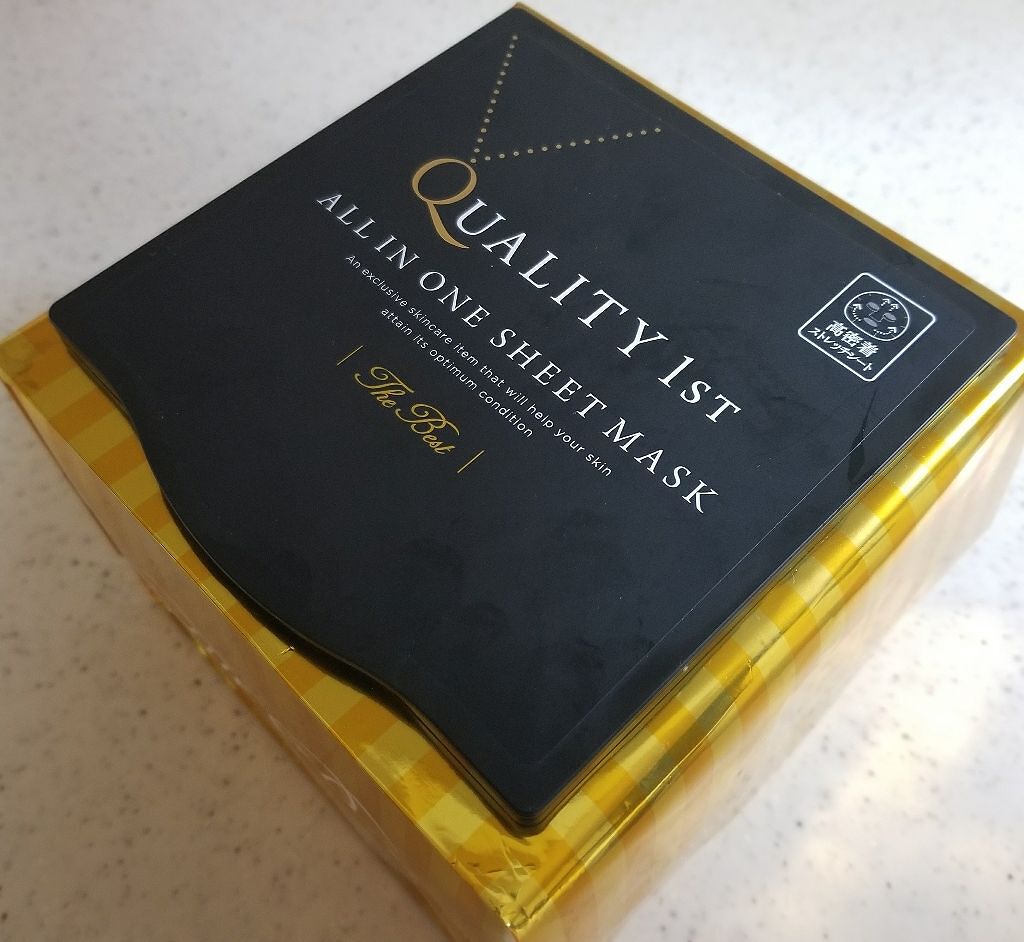 QUALITY 1ST
ALL IN ONE SHEET MASK
An exclusive skincare item that will help your skin
attain its optimum condition
The Best
高密着
ストレッチシート